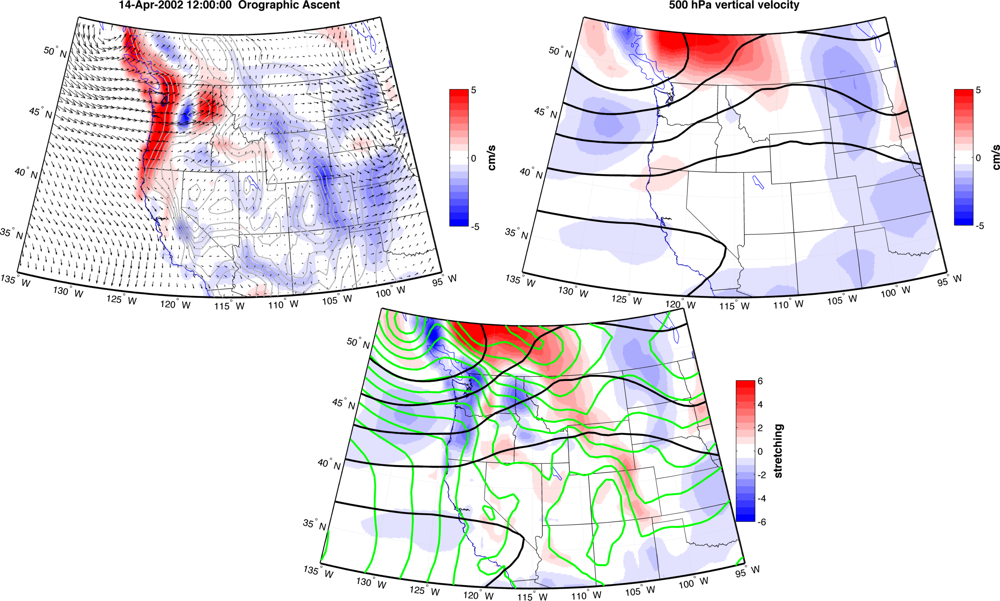 14-Apr-2002 12:00:00 Orographic Ascent
50° N
45° N
40° N
35° N
135° W
130° W
125° W
120° W
115° W
110° W
105° W
100° W
95° W
5
0
-5
cm/s
500 hPa vertical velocity
50° N
45° N
40° N
35° N
135° W
130° W
125° W
120° W
115° W
110° W
105° W
100° W
95° W
5
0
-5
cm/s
50° N
45° N
40° N
35° N
135° W
130° W
125° W
120° W
115° W
110° W
105° W
100° W
95° W
6
4
2
0
-2
-4
-6
stretching